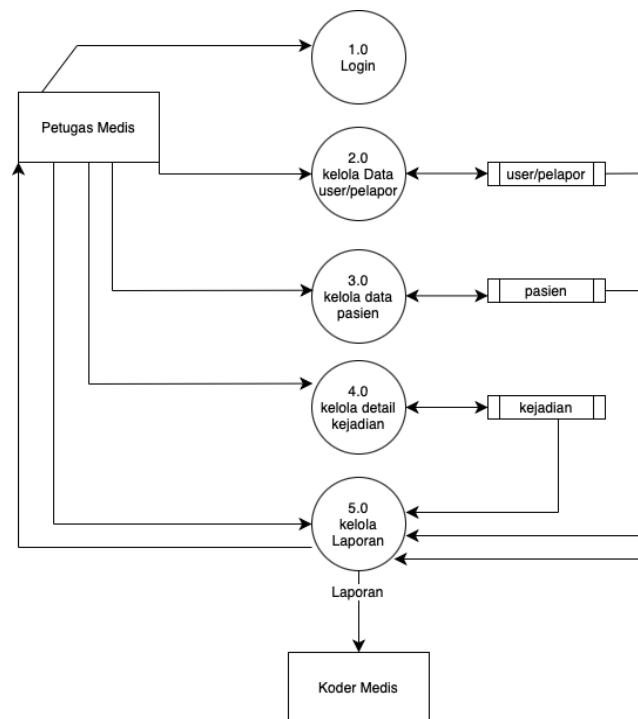 1.0
Login
Petugas Medis
2.0
kelola Data
user/pelapor
user/pelapor
3.0
kelola data
pasien
pasien
4.0
kelola detail
kejadian
kejadian
5.0
kelola
Laporan
Laporan
Koder Medis